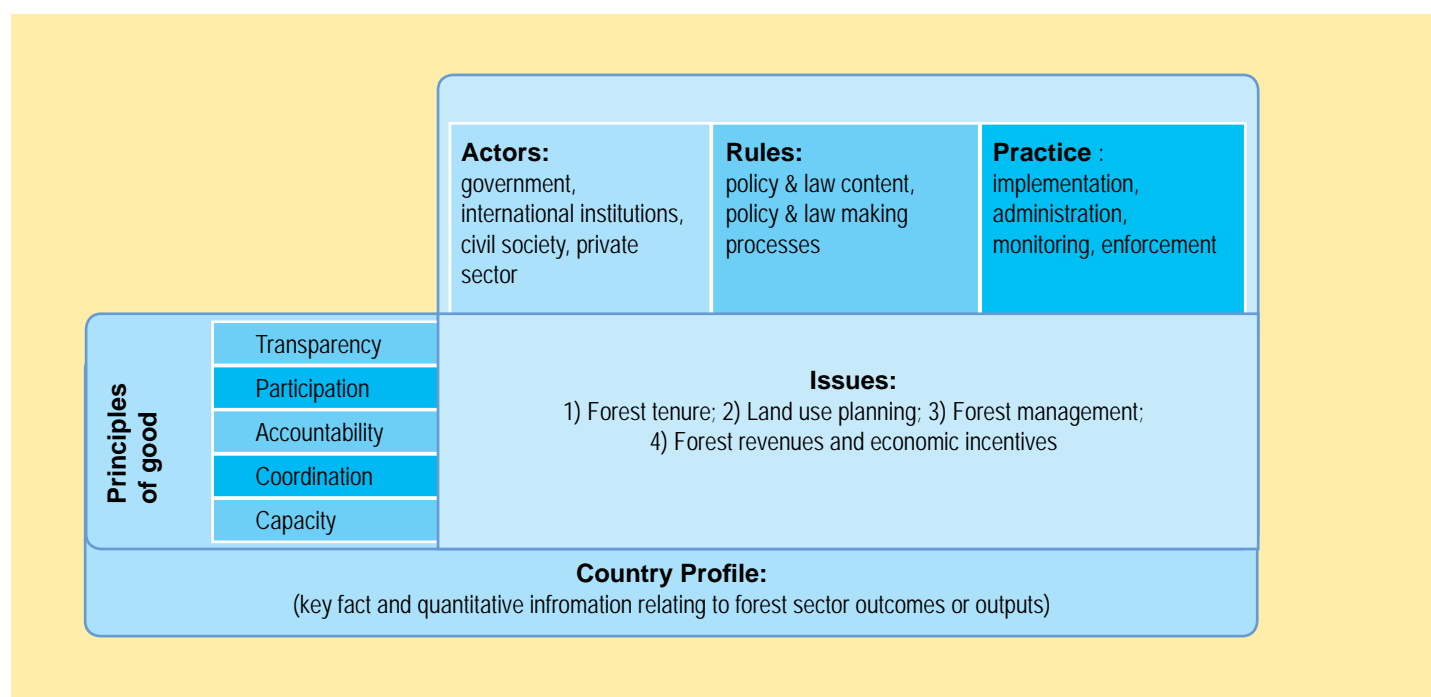 Actors:
government,
international institutions,
civil society, private
sector
Rules:
policy & law content,
policy & law making
processes
Practice :
implementation,
administration,
monitoring, enforcement
Principles
of good
Transparency
Participation
Accountability
Coordination
Capacity
Issues:
1) Forest tenure; 2) Land use planning; 3) Forest management;
4) Forest revenues and economic incentives
Country Profile:
(key fact and quantitative infromation relating to forest sector outcomes or outputs)